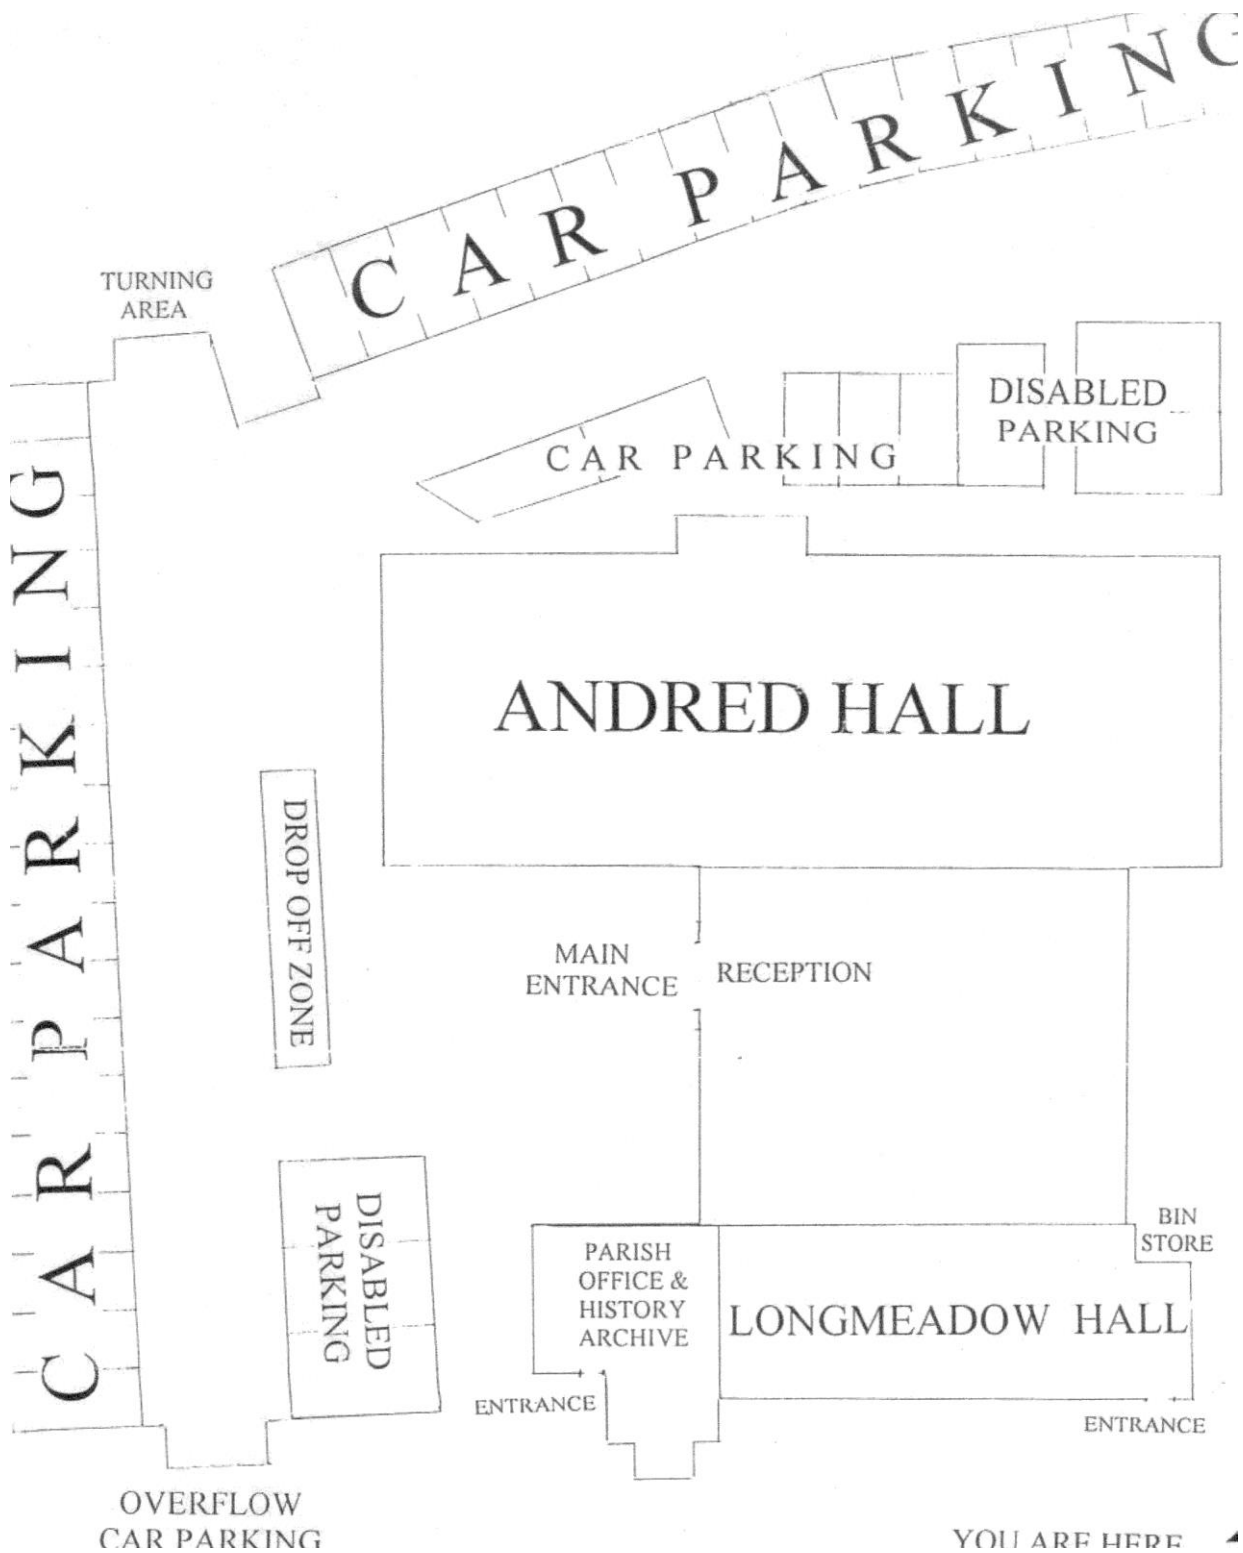 CAR PARKING
TURNING
AREA
DISABLED
PARKING
CAR PARKING
CAR PARKING
ANDRED HALL
DROP OFF ZONE
MAIN
ENTRANCE
RECEPTION
DISABLED
PARKING
PARISH
OFFICE &
HISTORY
ARCHIVE
BIN
STORE
LONGMEADOW HALL
ENTRANCE
ENTRANCE
OVERFLOW
CAR PARKING
YOU ARE HERE